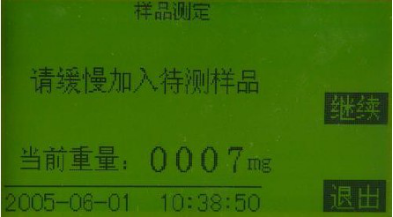 样品测定
请缓慢加入待测样品
继续
当前重量：0007mg
2005-06-01 10:38:50
退出